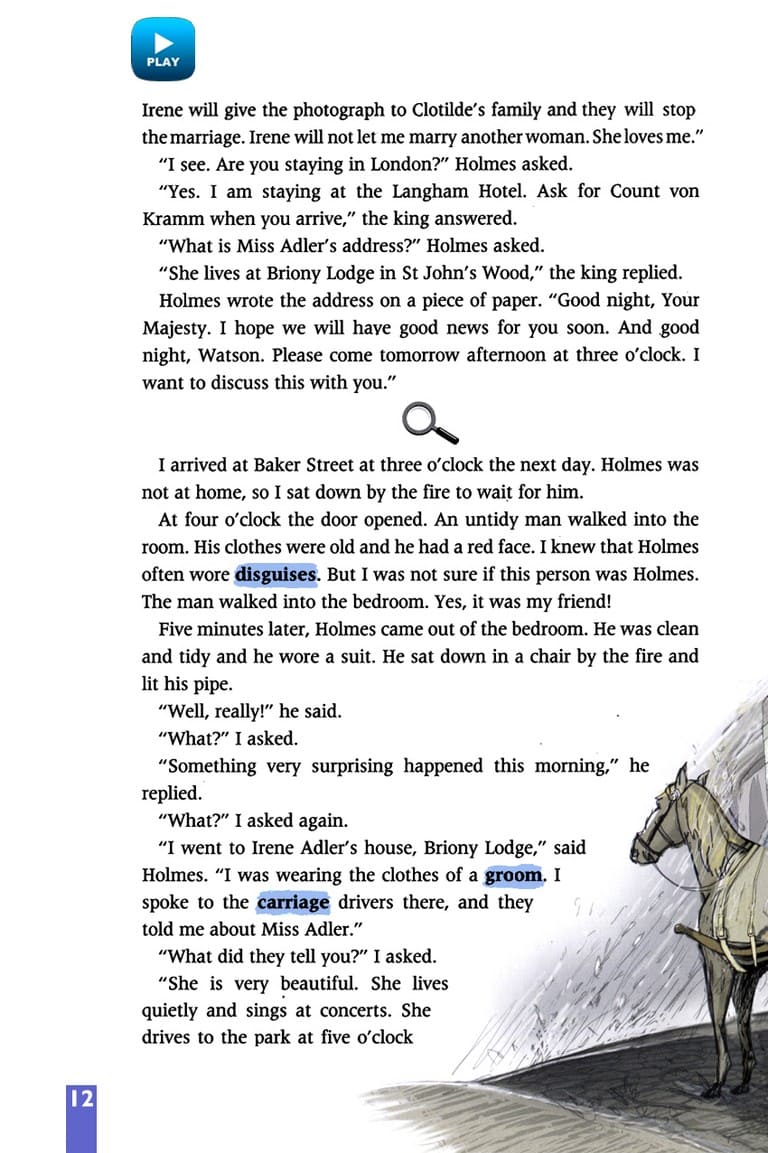 PLAY
Irene will give the photograph to Clotilde's family and they will stop
the marriage. Irene will not let me marry another woman. She loves me."
"I see. Are you staying in London?" Holmes asked.
"Yes. I am staying at the Langham Hotel. Ask for Count von
Kramm when you arrive," the king answered.
"What is Miss Adler's address?" Holmes asked.
"She lives at Briony Lodge in St John's Wood," the king replied.
Holmes wrote the address on a piece of paper. "Good night, Your
Majesty. I hope we will have good news for you soon. And good
night, Watson. Please come tomorrow afternoon at three o'clock. I
want to discuss this with you."
I arrived at Baker Street at three o'clock the next day. Holmes was
not at home, so I sat down by the fire to wait for him.
At four o'clock the door opened. An untidy man walked into the
room. His clothes were old and he had a red face. I knew that Holmes
often wore disguises. But I was not sure if this person was Holmes.
The man walked into the bedroom. Yes, it was my friend!
Five minutes later, Holmes came out of the bedroom. He was clean
and tidy and he wore a suit. He sat down in a chair by the fire and
lit his pipe.
"Well, really!" he said.
"What?" I asked.
"Something very surprising happened this morning," he
replied.
"What?" I asked again.
"I went to Irene Adler's house, Briony Lodge," said
Holmes. "I was wearing the clothes of a groom. I
spoke to the carriage drivers there, and they
told me about Miss Adler."
"What did they tell you?" I asked.
"She is very beautiful. She lives
quietly and sings at concerts. She
drives to the park at five o'clock
12